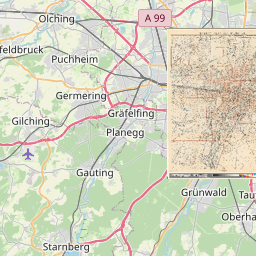 Olching
A 99
feldbruck
Puchheim
Germering
Gilching
Gräfelfing
Planegg
Gauting
Grünwald
Tau
Oberha
Starnberg